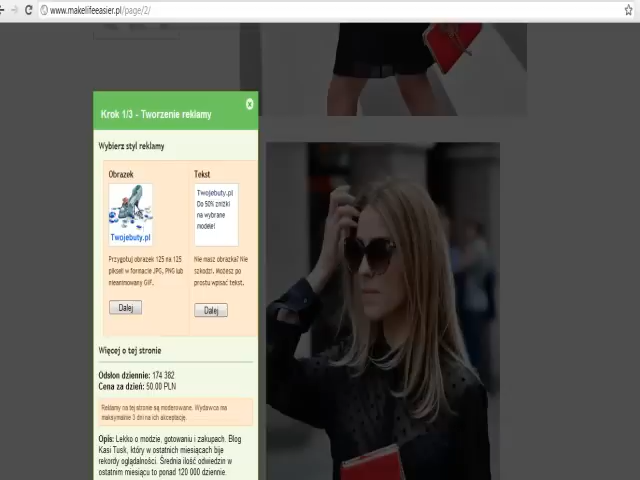 www.makelifeeasier.pl/page/2/
Krok 1/3 - Tworzenie reklamy
Wybierz styl reklamy
Obrazek
Twojebuty.pl
Przygotuj obrazek 125 na 125
pikseli w formacie JPG, PNG lub
nieanimowany GIF.
Dalej
Tekst
Twojebuty.pl
Do 50% zniżki
na wybrane
modele!
Nie masz obrazka? Nie
szkodzi. Możesz po
prostu wpisać tekst.
Dalej
Więcej o tej stronie
Odsłon dziennie: 174 382
Cena za dzień: 50.00 PLN
Reklamy na tej stronie są moderowane. Wydawca ma
maksymalnie 3 dni na ich akceptację.
Opis: Lekko o modzie, gotowaniu i zakupach. Blog
Kasi Tusk, który w ostatnich miesiącach bije
rekordy oglądalności. Średnia ilość odwiedzin w
ostatnim miesiącu to ponad 120 000 dziennie.